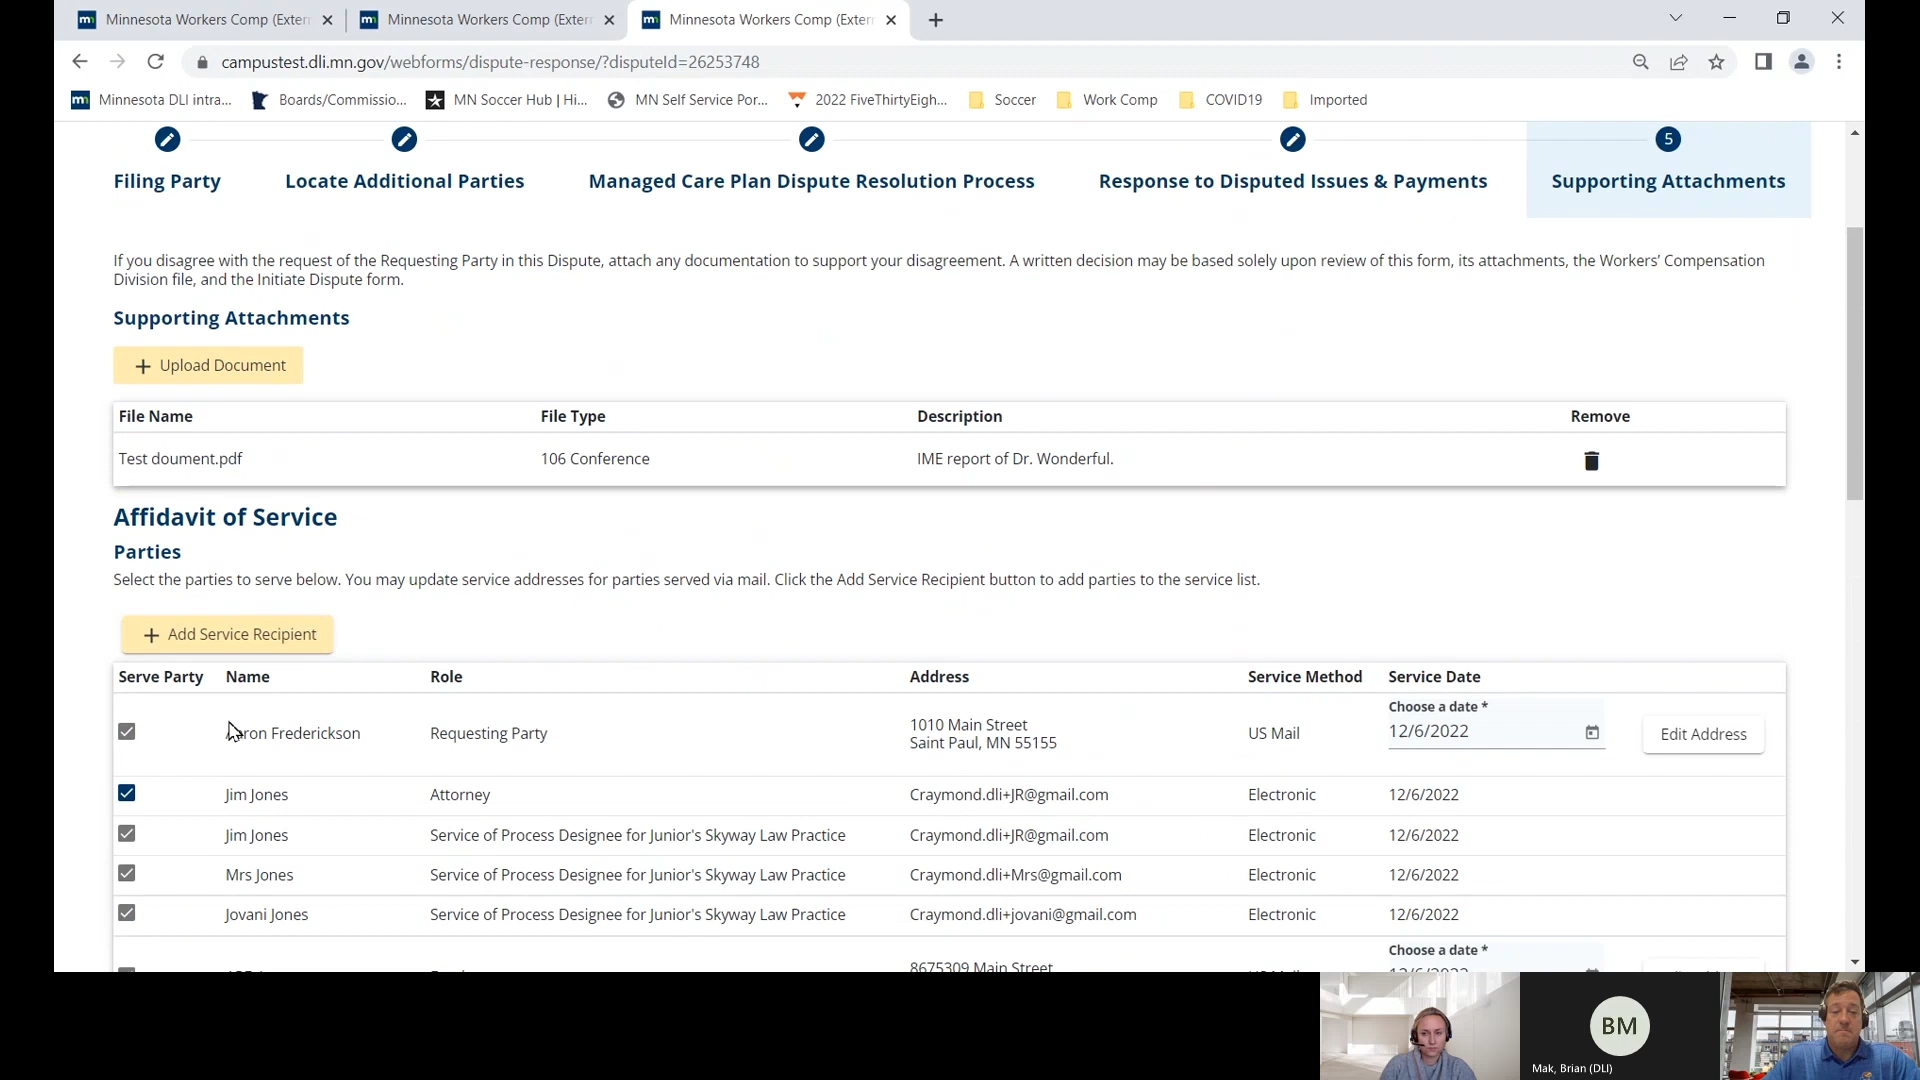 Minnesota Workers Comp (Exter
Minnesota Workers Comp (Exter
Minnesota Workers Comp (Exter
campustest.dli.mn.gov/webforms/dispute-response/?disputeId=26253748
Minnesota DLI intra...
Boards/Commissio...
MN Soccer Hub | Hi...
MN Self Service Por...
2022 FiveThirtyEigh...
Soccer
Work Comp
COVID19
Imported
5
Filing Party
Locate Additional Parties
Managed Care Plan Dispute Resolution Process
Response to Disputed Issues & Payments
Supporting Attachments
If you disagree with the request of the Requesting Party in this Dispute, attach any documentation to support your disagreement. A written decision may be based solely upon review of this form, its attachments, the Workers' Compensation
Division file, and the Initiate Dispute form.
Supporting Attachments
+ Upload Document
File Name File Type Description Remove
Test doument.pdf 106 Conference IME report of Dr. Wonderful.
Affidavit of Service
Parties
Select the parties to serve below. You may update service addresses for parties served via mail. Click the Add Service Recipient button to add parties to the service list.
+ Add Service Recipient
Serve Party Name Role Address Service Method Service Date
Choose a date *
Frederickson Requesting Party 1010 Main Street US Mail 12/6/2022 Edit Address
Saint Paul, MN 55155
Jim Jones Attorney Craymond.dli+JR@gmail.com Electronic 12/6/2022
Jim Jones Service of Process Designee for Junior's Skyway Law Practice Craymond.dli+JR@gmail.com Electronic 12/6/2022
Mrs Jones Service of Process Designee for Junior's Skyway Law Practice Craymond.dli+Mrs@gmail.com Electronic 12/6/2022
Jovani Jones Service of Process Designee for Junior's Skyway Law Practice Craymond.dli+jovani@gmail.com Electronic 12/6/2022
Choose a date *
8675309 Main Street
BM
Mak, Brian (DLI)